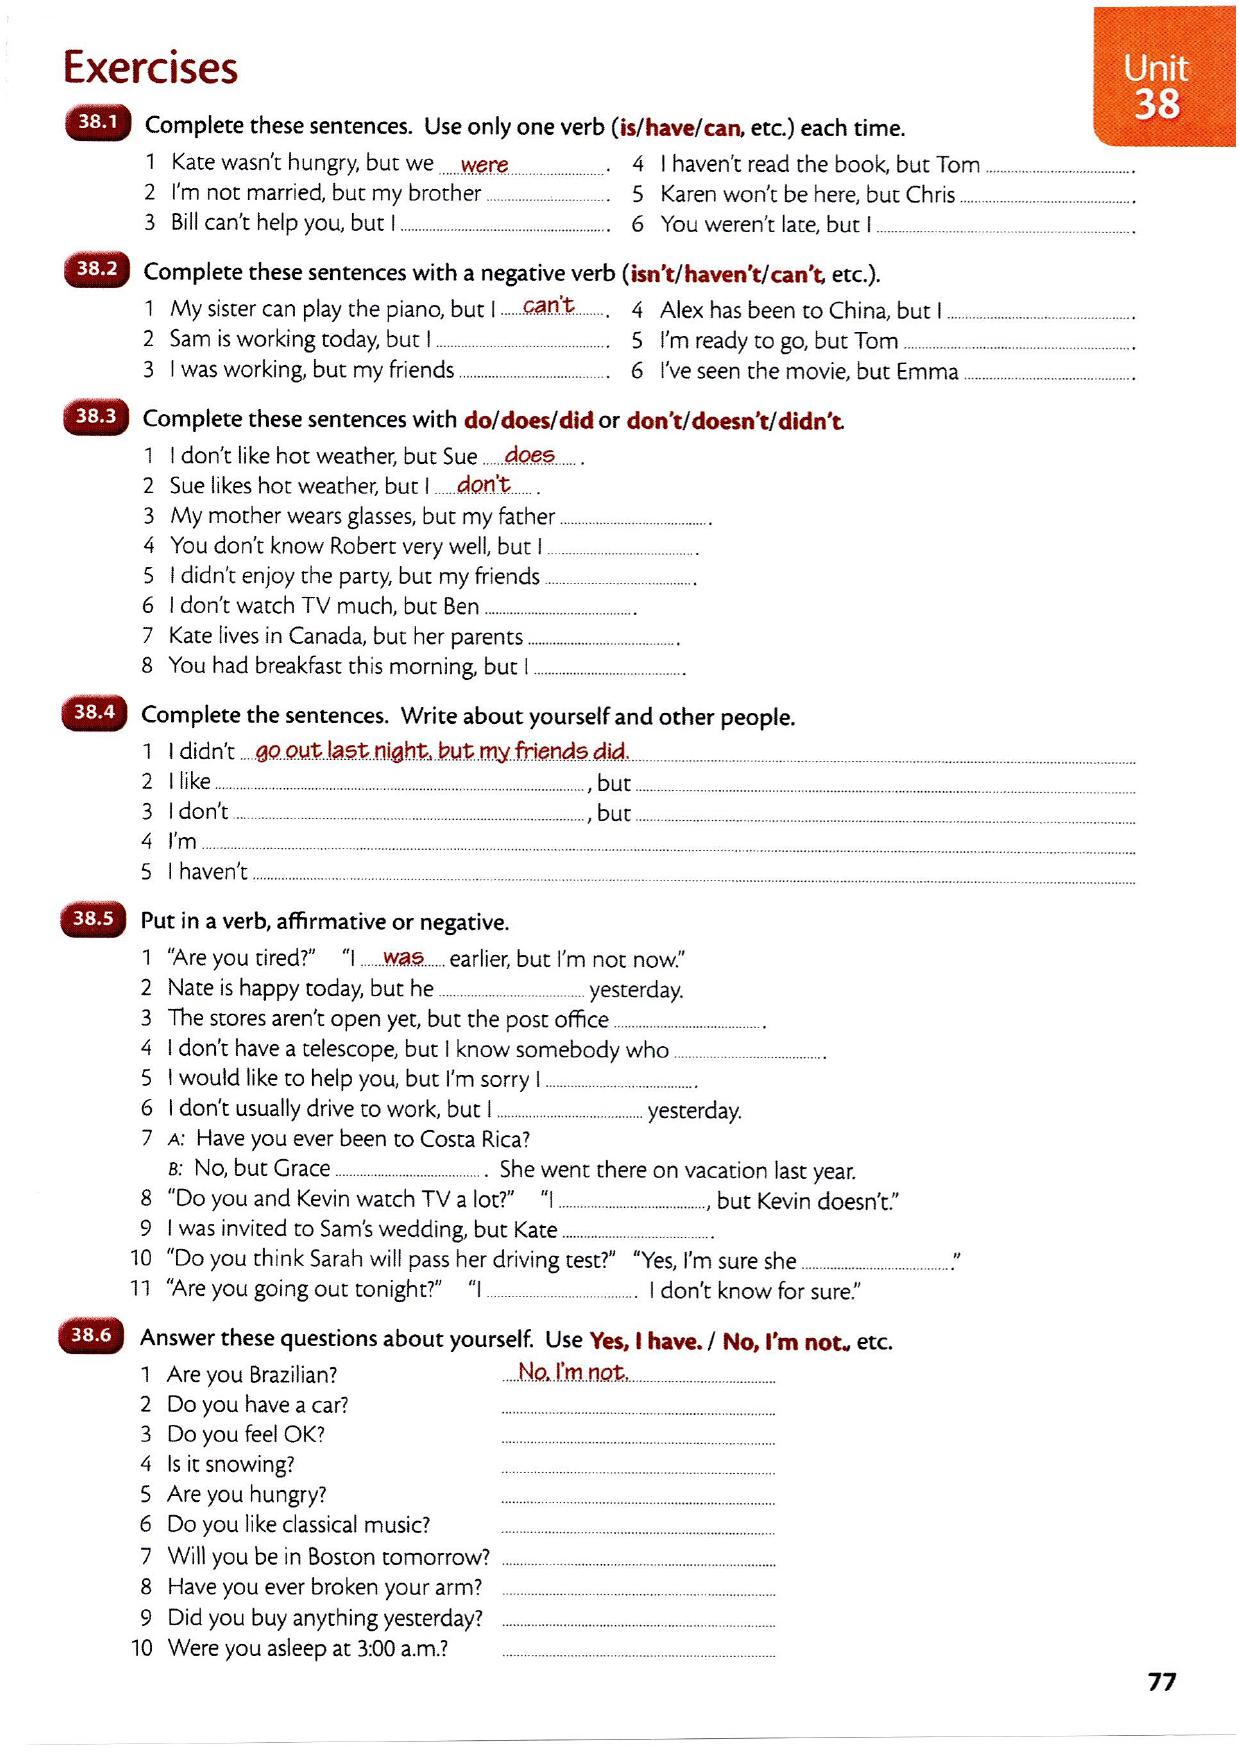 Exercises
Unit
38
38.1 Complete these sentences. Use only one verb (is/have/can, etc.) each time.
1 Kate wasn't hungry, but we were. 4 I haven't read the book, but Tom .
2 I'm not married, but my brother . 5 Karen won't be here, but Chris .
3 Bill can't help you, but I . 6 You weren't late, but I .
38.2 Complete these sentences with a negative verb (isn't/haven't/can't, etc.).
1 My sister can play the piano, but I can't. 4 Alex has been to China, but I .
2 Sam is working today, but I . 5 I'm ready to go, but Tom .
3 I was working, but my friends . 6 I've seen the movie, but Emma .
38.3 Complete these sentences with do/does/did or don't/doesn't/didn't.
1 I don't like hot weather, but Sue does.
2 Sue likes hot weather, but I don't.
3 My mother wears glasses, but my father .
4 You don't know Robert very well, but I .
5 I didn't enjoy the party, but my friends .
6 I don't watch TV much, but Ben .
7 Kate lives in Canada, but her parents .
8 You had breakfast this morning, but I .
38.4 Complete the sentences. Write about yourself and other people.
1 I didn't go out last night, but my friends did.
2 I like , but
3 I don't , but
4 I'm
5 I haven't
38.5 Put in a verb, affirmative or negative.
1 "Are you tired?" "I was earlier, but I'm not now."
2 Nate is happy today, but he yesterday.
3 The stores aren't open yet, but the post office .
4 I don't have a telescope, but I know somebody who .
5 I would like to help you, but I'm sorry I .
6 I don't usually drive to work, but I yesterday.
7 A: Have you ever been to Costa Rica?
B: No, but Grace . She went there on vacation last year.
8 "Do you and Kevin watch TV a lot?" "I , but Kevin doesn't."
9 I was invited to Sam's wedding, but Kate .
10 "Do you think Sarah will pass her driving test?" "Yes, I'm sure she ."
11 "Are you going out tonight?" "I . I don't know for sure."
38.6 Answer these questions about yourself. Use Yes, I have. / No, I'm not., etc.
1 Are you Brazilian? No, I'm not.
2 Do you have a car?
3 Do you feel OK?
4 Is it snowing?
5 Are you hungry?
6 Do you like classical music?
7 Will you be in Boston tomorrow?
8 Have you ever broken your arm?
9 Did you buy anything yesterday?
10 Were you asleep at 3:00 a.m.?
77